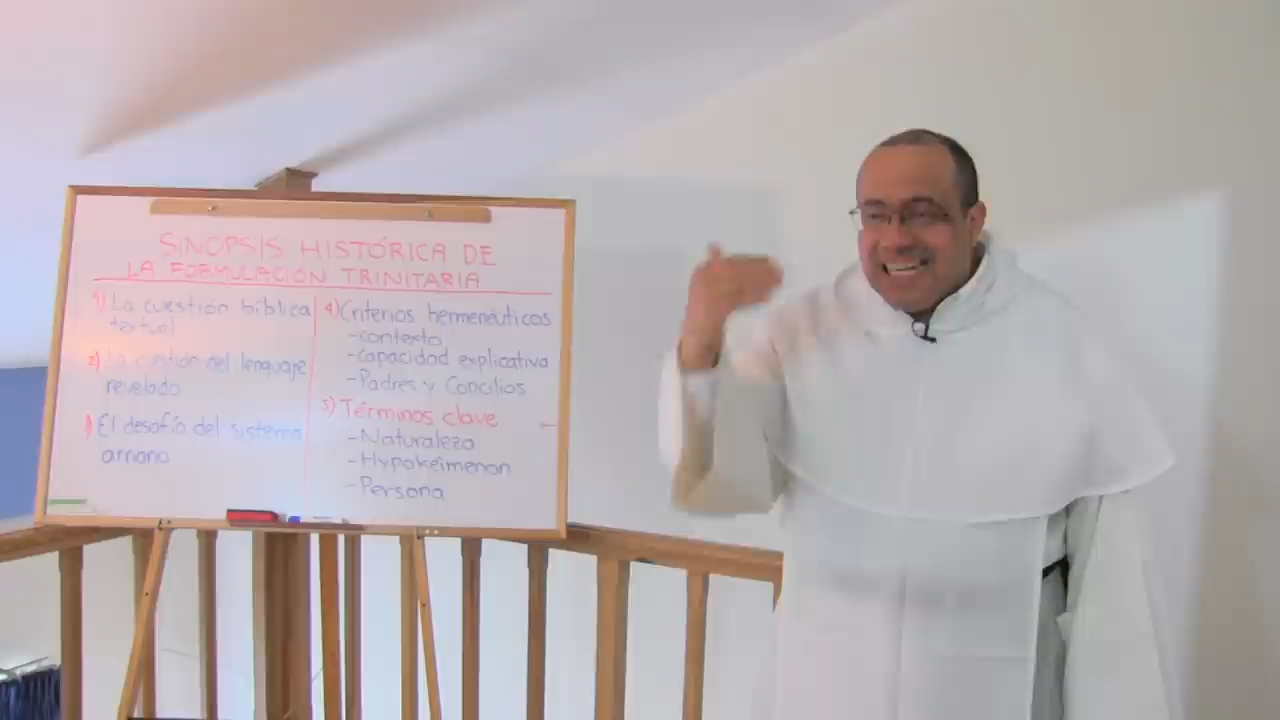 SINOPSIS HISTÓRICA DE
LA FORMULACIÓN TRINITARIA
1) La cuestión bíblica
textual
2) La cuestión del lenguaje
revelado
3) El desafío del sistema
arriano
4) Criterios hermenéuticos
-contexto
-capacidad explicativa
-Padres y Concilios
5) Términos clave
-Naturaleza
-Hypokeimenon
-Persona